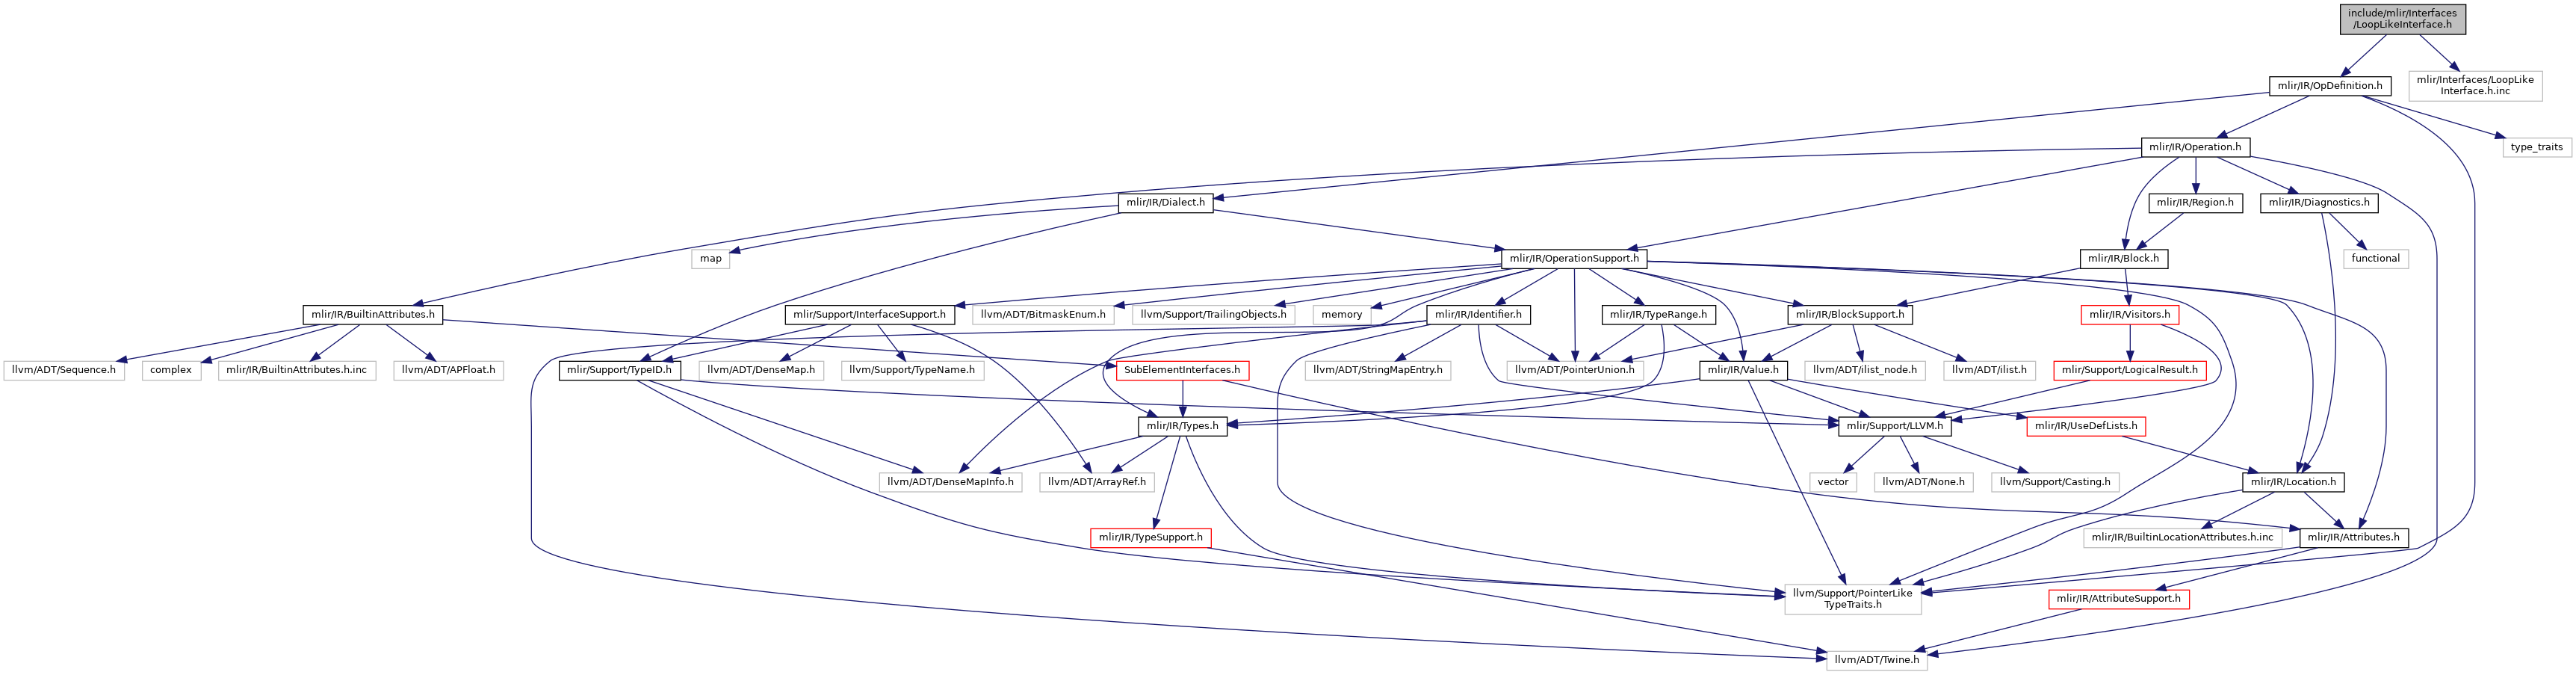 include/mlir/Interfaces
/LoopLikeInterface.h
mlir/IR/OpDefinition.h
mlir/Interfaces/LoopLike
Interface.h.inc
mlir/IR/Operation.h
type_traits
mlir/IR/Dialect.h
mlir/IR/Region.h
mlir/IR/Diagnostics.h
map
mlir/IR/OperationSupport.h
mlir/IR/Block.h
functional
mlir/IR/BuiltinAttributes.h
mlir/Support/InterfaceSupport.h
llvm/ADT/BitmaskEnum.h
llvm/Support/TrailingObjects.h
memory
mlir/IR/Identifier.h
mlir/IR/TypeRange.h
mlir/IR/BlockSupport.h
mlir/IR/Visitors.h
llvm/ADT/Sequence.h
complex
mlir/IR/BuiltinAttributes.h.inc
llvm/ADT/APFloat.h
mlir/Support/TypeID.h
llvm/ADT/DenseMap.h
llvm/Support/TypeName.h
SubElementInterfaces.h
llvm/ADT/StringMapEntry.h
llvm/ADT/PointerUnion.h
mlir/IR/Value.h
llvm/ADT/ilist_node.h
llvm/ADT/ilist.h
mlir/Support/LogicalResult.h
mlir/IR/Types.h
mlir/Support/LLVM.h
mlir/IR/UseDefLists.h
llvm/ADT/DenseMapInfo.h
llvm/ADT/ArrayRef.h
vector
llvm/ADT/None.h
llvm/Support/Casting.h
mlir/IR/Location.h
mlir/IR/TypeSupport.h
mlir/IR/BuiltinLocationAttributes.h.inc
mlir/IR/Attributes.h
llvm/Support/PointerLike
TypeTraits.h
mlir/IR/AttributeSupport.h
llvm/ADT/Twine.h